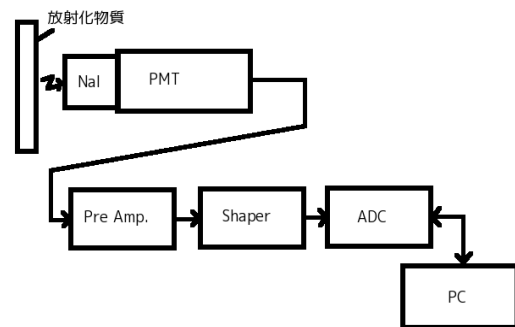 放射化物質
NaI
PMT
Pre Amp.
Shaper
ADC
PC